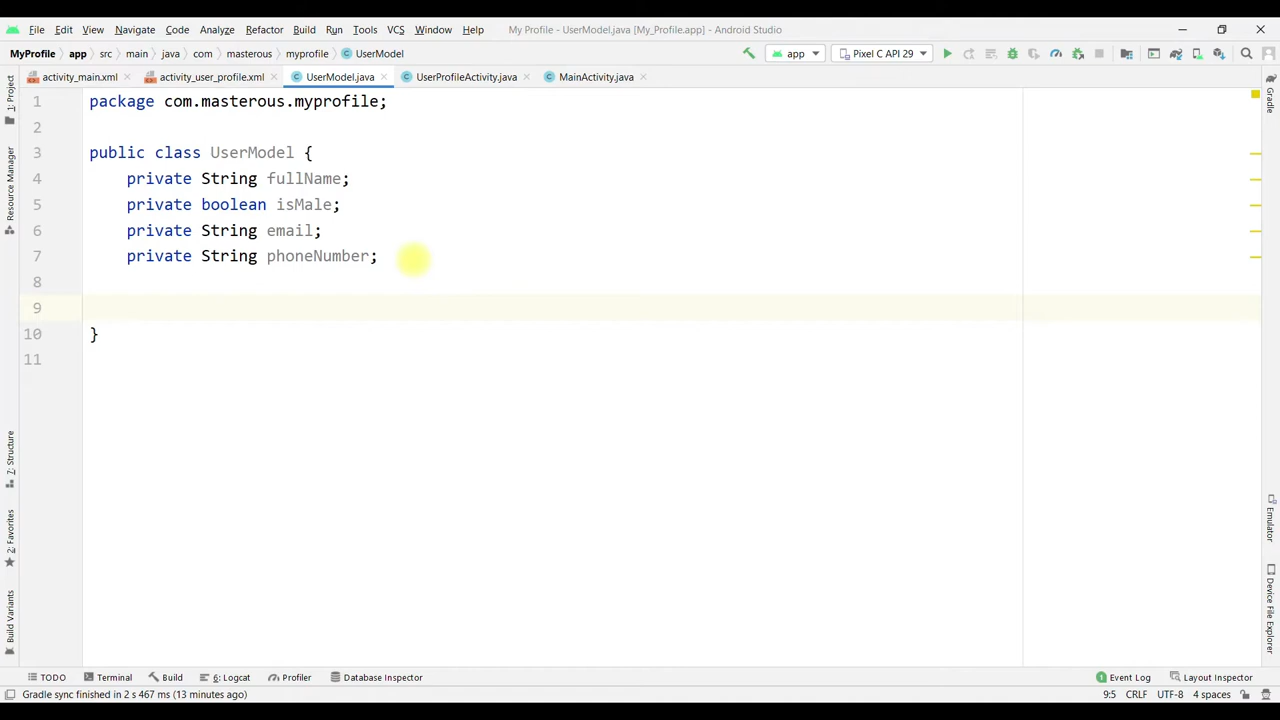 File Edit View Navigate Code Analyze Refactor Build Run Tools VCS Window Help My Profile - UserModel.java [My_Profile.app] - Android Studio
MyProfile app src main java com masterous myprofile UserModel app Pixel C API 29
activity_main.xml activity_user_profile.xml UserModel.java UserProfileActivity.java MainActivity.java
1: Project
Resource Manager
7: Structure
2: Favorites
Build Variants
1 package com.masterous.myprofile;
2
3 public class UserModel {
4 private String fullName;
5 private boolean isMale;
6 private String email;
7 private String phoneNumber;
8
9
10 }
11
Gradle
Emulator
Device File Explorer
TODO Terminal Build 6: Logcat Profiler Database Inspector 1 Event Log Layout Inspector
Gradle sync finished in 2 s 467 ms (13 minutes ago) 9:5 CRLF UTF-8 4 spaces